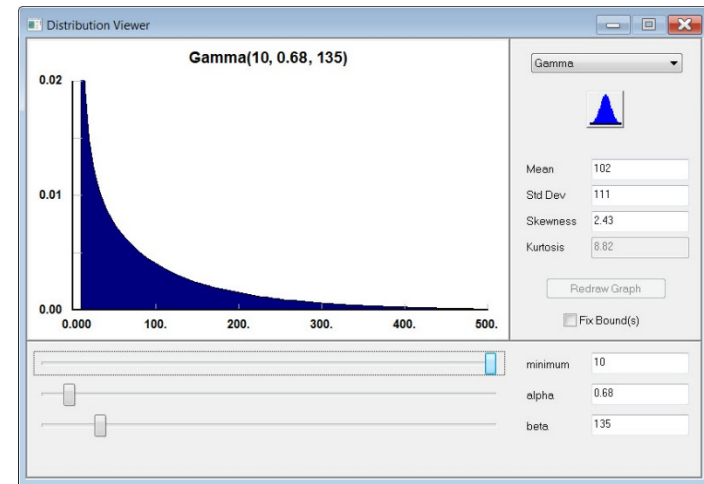 Distribution Viewer
Gamma(10, 0.68, 135)
0.02
0.01
0.00
0.000 100. 200. 300. 400. 500.
Gamma
Mean 102
Std Dev 111
Skewness 2.43
Kurtosis 8.82
Redraw Graph
Fix Bound(s)
minimum 10
alpha 0.68
beta 135